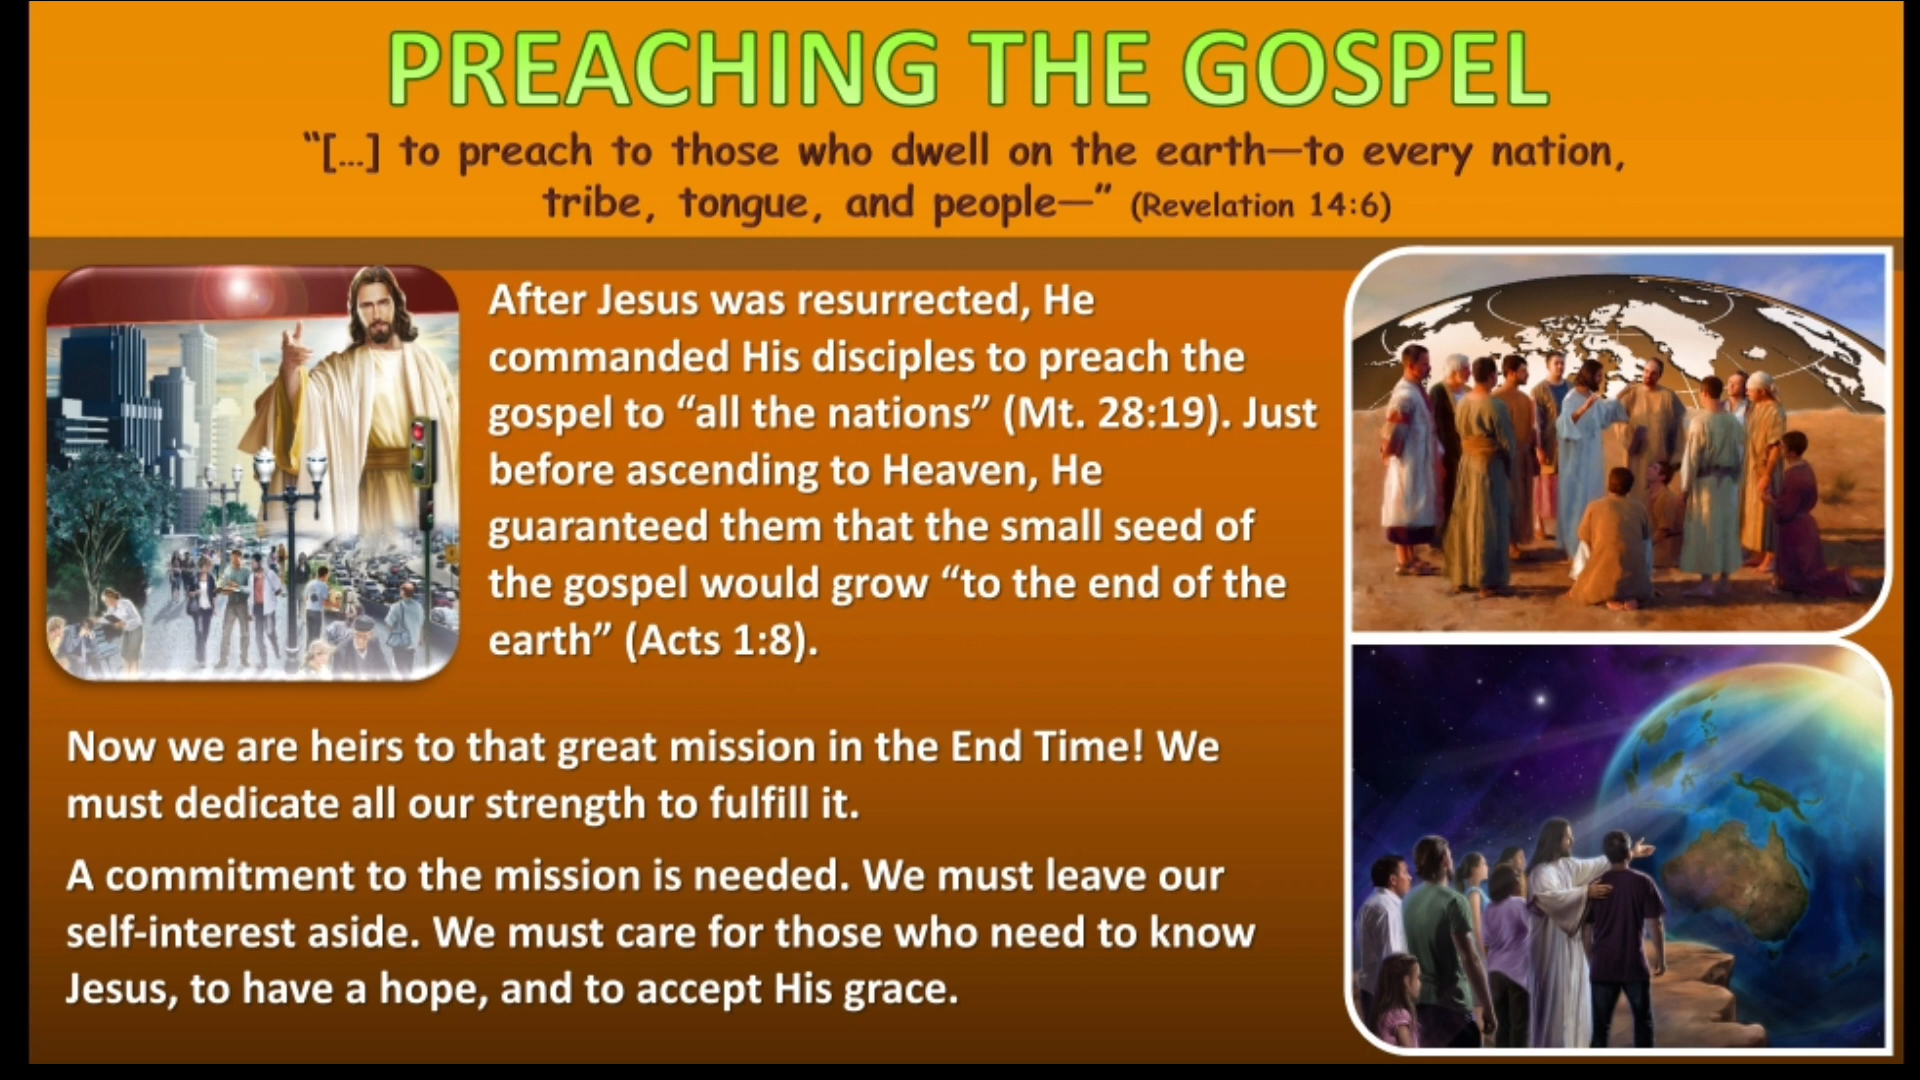 PREACHING THE GOSPEL
“[…] to preach to those who dwell on the earth—to every nation,
tribe, tongue, and people—” (Revelation 14:6)
After Jesus was resurrected, He
commanded His disciples to preach the
gospel to “all the nations” (Mt. 28:19). Just
before ascending to Heaven, He
guaranteed them that the small seed of
the gospel would grow “to the end of the
earth” (Acts 1:8).
Now we are heirs to that great mission in the End Time! We
must dedicate all our strength to fulfill it.
A commitment to the mission is needed. We must leave our
self-interest aside. We must care for those who need to know
Jesus, to have a hope, and to accept His grace.